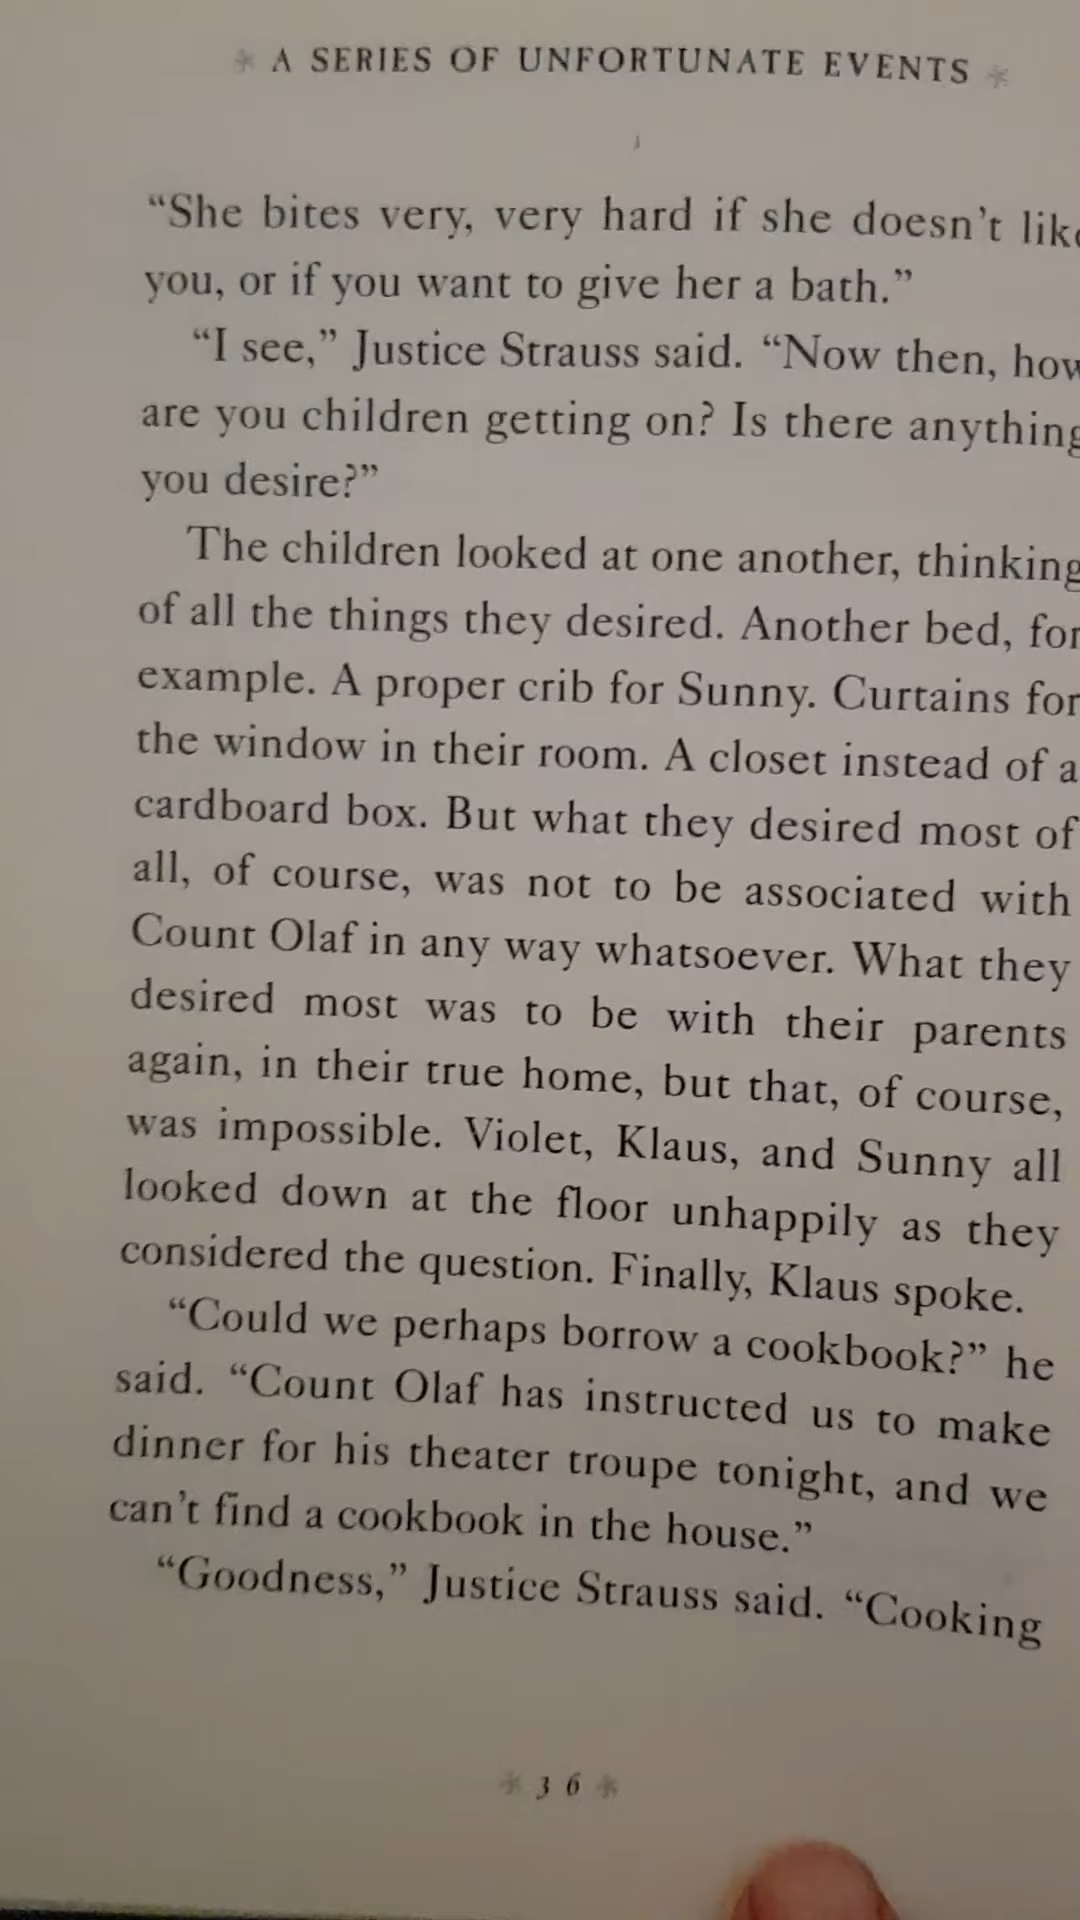 * A SERIES OF UNFORTUNATE EVENTS *
“She bites very, very hard if she doesn’t like
you, or if you want to give her a bath.”
“I see,” Justice Strauss said. “Now then, how
are you children getting on? Is there anything
you desire?”
The children looked at one another, thinking
of all the things they desired. Another bed, for
example. A proper crib for Sunny. Curtains for
the window in their room. A closet instead of a
cardboard box. But what they desired most of
all, of course, was not to be associated with
Count Olaf in any way whatsoever. What they
desired most was to be with their parents
again, in their true home, but that, of course,
was impossible. Violet, Klaus, and Sunny all
looked down at the floor unhappily as they
considered the question. Finally, Klaus spoke.
“Could we perhaps borrow a cookbook?” he
said. “Count Olaf has instructed us to make
dinner for his theater troupe tonight, and we
can’t find a cookbook in the house.”
“Goodness,” Justice Strauss said. “Cooking
* 36 *